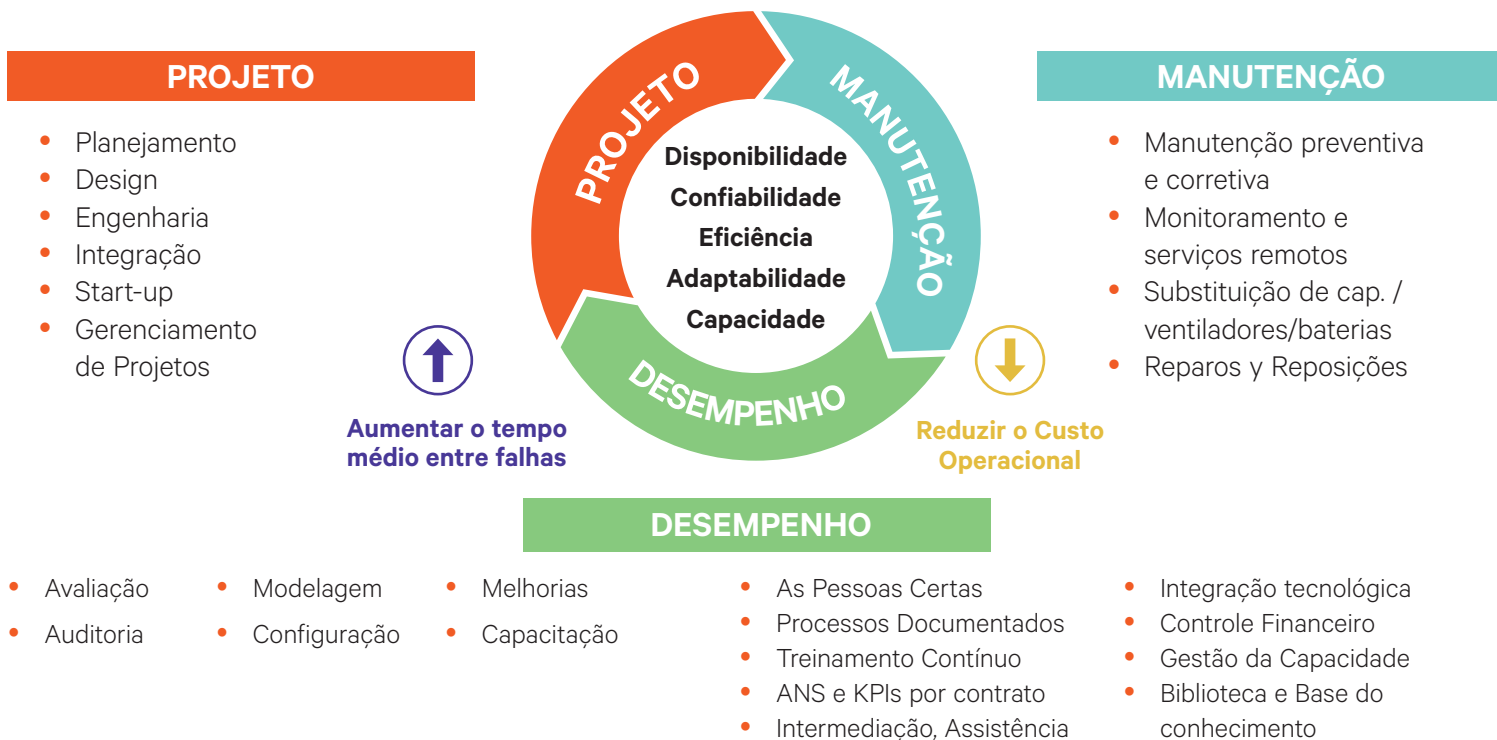 PROJETO
Planejamento
Design
Engenharia
Integração
Start-up
Gerenciamento
de Projetos
PROJETO
MANUTENÇÃO
DESEMPENHO
Disponibilidade
Confiabilidade
Eficiência
Adaptabilidade
Capacidade
Aumentar o tempo
médio entre falhas
Reduzir o Custo
Operacional
MANUTENÇÃO
Manutenção preventiva
e corretiva
Monitoramento e
serviços remotos
Substituição de cap. /
ventiladores/baterias
Reparos y Reposições
DESEMPENHO
Avaliação
Auditoria
Modelagem
Configuração
Melhorias
Capacitação
As Pessoas Certas
Processos Documentados
Treinamento Contínuo
ANS e KPIs por contrato
Intermediação, Assistência
Integração tecnológica
Controle Financeiro
Gestão da Capacidade
Biblioteca e Base do
conhecimento